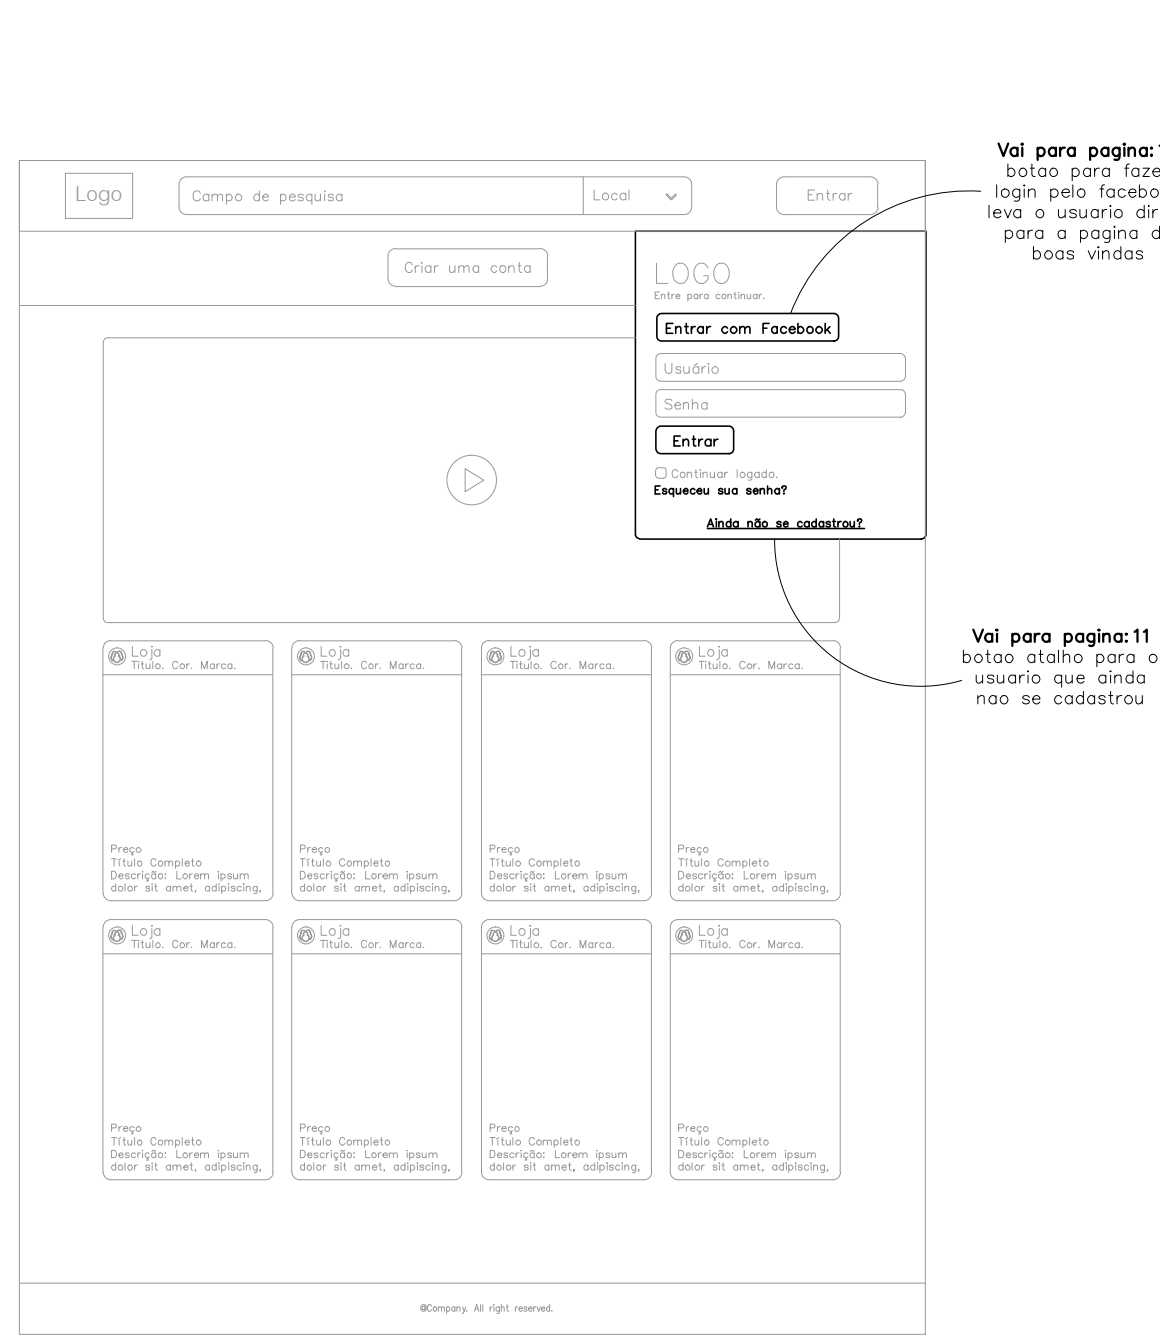 Vai para pagina:
botao para faze
login pelo facebo
leva o usuario dir
para a pagina d
boas vindas
Logo
Campo de pesquisa
Local
Entrar
Criar uma conta
LOGO
Entre para continuar.
Entrar com Facebook
Usuário
Senha
Entrar
Continuar logado.
Esqueceu sua senha?
Ainda não se cadastrou?
Vai para pagina:11
botao atalho para o
usuario que ainda
nao se cadastrou
Loja
Titulo. Cor. Marca.
Preço
Título Completo
Descrição: Lorem ipsum
dolor sit amet, adipiscing,
Loja
Titulo. Cor. Marca.
Preço
Título Completo
Descrição: Lorem ipsum
dolor sit amet, adipiscing,
Loja
Titulo. Cor. Marca.
Preço
Título Completo
Descrição: Lorem ipsum
dolor sit amet, adipiscing,
Loja
Titulo. Cor. Marca.
Preço
Título Completo
Descrição: Lorem ipsum
dolor sit amet, adipiscing,
Loja
Titulo. Cor. Marca.
Preço
Título Completo
Descrição: Lorem ipsum
dolor sit amet, adipiscing,
Loja
Titulo. Cor. Marca.
Preço
Título Completo
Descrição: Lorem ipsum
dolor sit amet, adipiscing,
Loja
Titulo. Cor. Marca.
Preço
Título Completo
Descrição: Lorem ipsum
dolor sit amet, adipiscing,
Loja
Titulo. Cor. Marca.
Preço
Título Completo
Descrição: Lorem ipsum
dolor sit amet, adipiscing,
@Company. All right reserved.